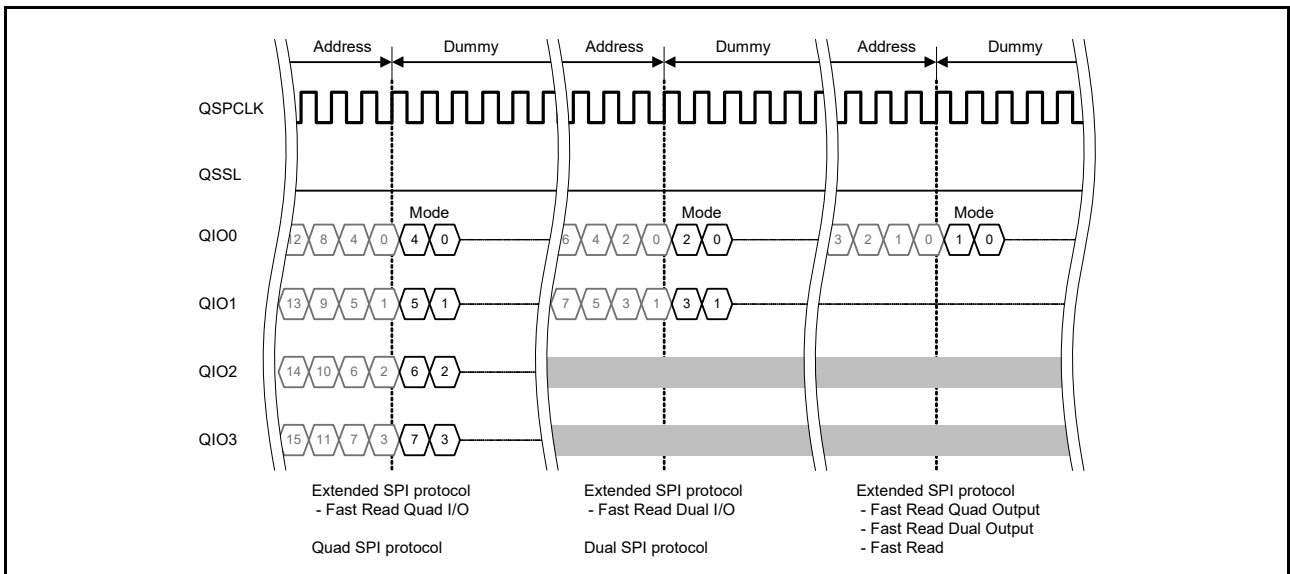 Address Dummy Address Dummy Address Dummy
QSPCLK
QSSL
Mode Mode Mode
QIO0 12 8 4 0 4 0 6 4 2 0 2 0 3 2 1 0 1 0
QIO1 13 9 5 1 5 1 7 5 3 1 3 1
QIO2 14 10 6 2 6 2
QIO3 15 11 7 3 7 3
Extended SPI protocol Extended SPI protocol Extended SPI protocol
- Fast Read Quad I/O - Fast Read Dual I/O - Fast Read Quad Output
- Fast Read Dual Output
Quad SPI protocol Dual SPI protocol - Fast Read